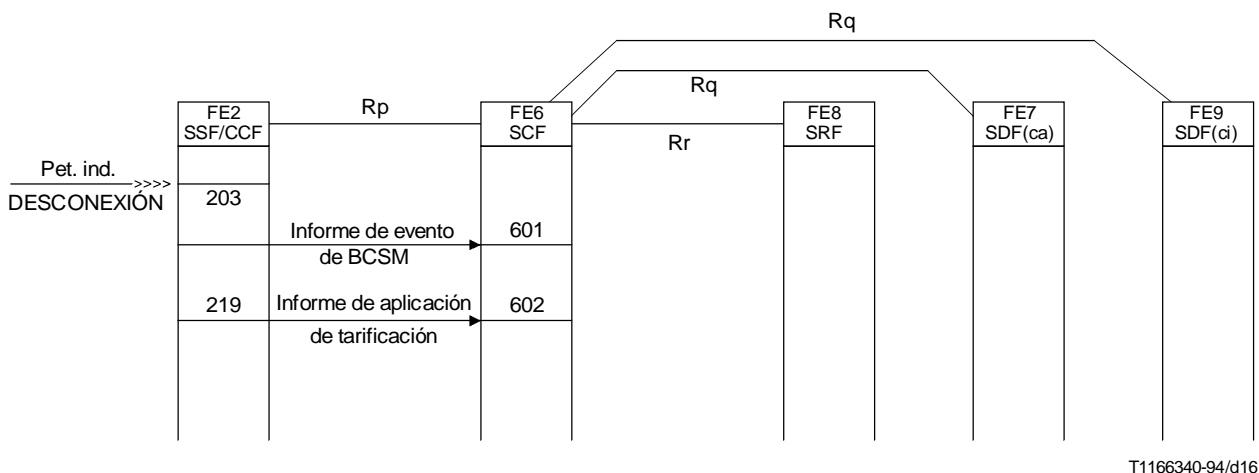 Rq
Rq
Rp
Rr
FE2
SSF/CCF
FE6
SCF
FE8
SRF
FE7
SDF(ca)
FE9
SDF(ci)
Pet. ind.
>>>>
DESCONEXIÓN
203
Informe de evento
de BCSM
601
219
Informe de aplicación
de tarificación
602
T1166340-94/d16